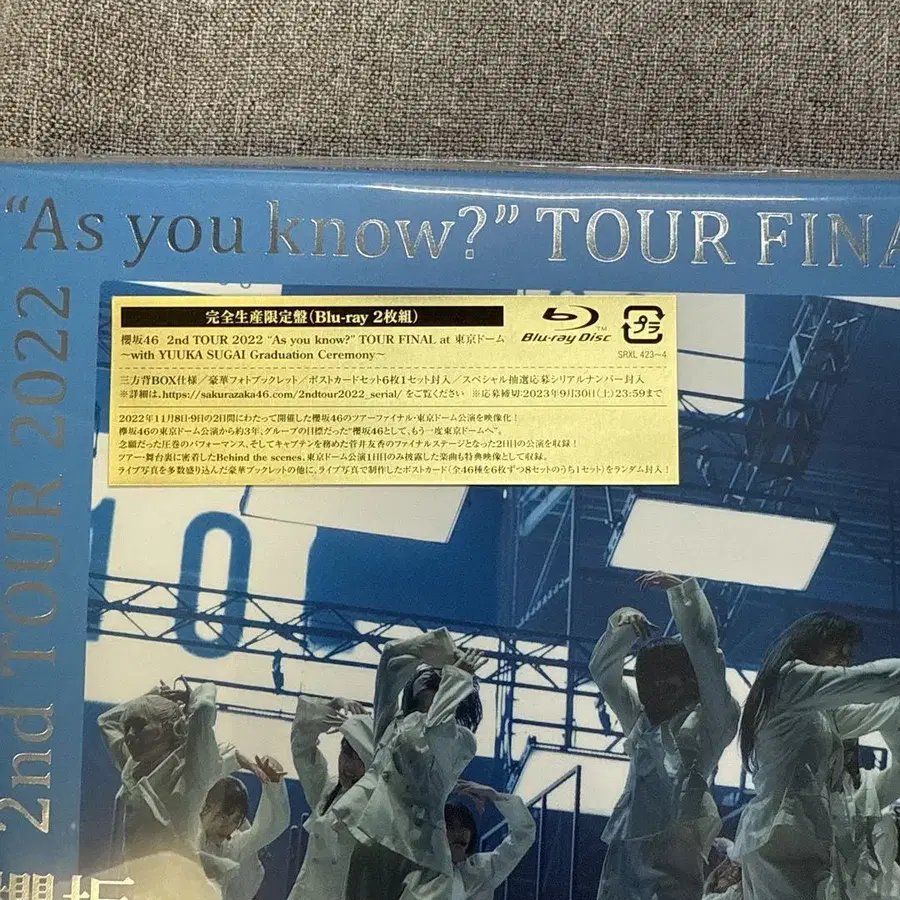 "As you know?" TOUR FINA
2nd TOUR 2022
完全生産限定盤(Blu-ray 2枚組)
櫻坂46 2nd TOUR 2022 "As you know?" TOUR FINAL at 東京ドーム
~with YUUKA SUGAI Graduation Ceremony~
Blu-ray Disc
TM
プラ
SRXL 423~4
三方背BOX仕様/豪華フォトブックレット/ポストカードセット6枚1セット封入/スペシャル抽選応募シリアルナンバー封入
※詳細は、https://sakurazaka46.com/2ndtour2022_serial/をご覧ください ※応募締切:2023年9月30日(土)23:59まで
2022年11月8日・9日の2日間にわたって開催した櫻坂46のツアーファイナル・東京ドーム公演を映像化!
欅坂46の東京ドーム公演から約3年、グループの目標だった"櫻坂46として、もう一度東京ドームへ"。
念願だった圧巻のパフォーマンス、そしてキャプテンを務めた菅井友香のファイナルステージとなった2日目の公演を収録!
ツアー・舞台裏に密着したBehind the scenes、東京ドーム公演1日目のみ披露した楽曲も特典映像として収録。
ライブ写真を多数盛り込んだ豪華ブックレットの他に、ライブ写真で制作したポストカード(全46種を6枚ずつ8セットのうち1セット)をランダム封入!
10
櫻坂